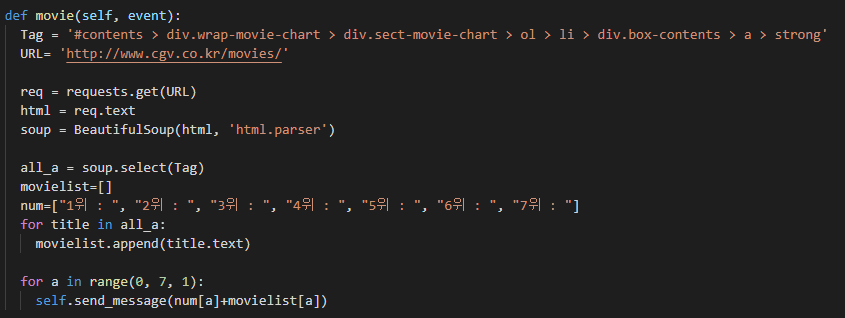 def movie(self, event):
Tag = '#contents > div.wrap-movie-chart > div.sect-movie-chart > ol > li > div.box-contents > a > strong'
URL= 'http://www.cgv.co.kr/movies/'
req = requests.get(URL)
html = req.text
soup = BeautifulSoup(html, 'html.parser')
all_a = soup.select(Tag)
movielist=[]
num=["1위 : ", "2위 : ", "3위 : ", "4위 : ", "5위 : ", "6위 : ", "7위 : "]
for title in all_a:
movielist.append(title.text)
for a in range(0, 7, 1):
self.send_message(num[a]+movielist[a])